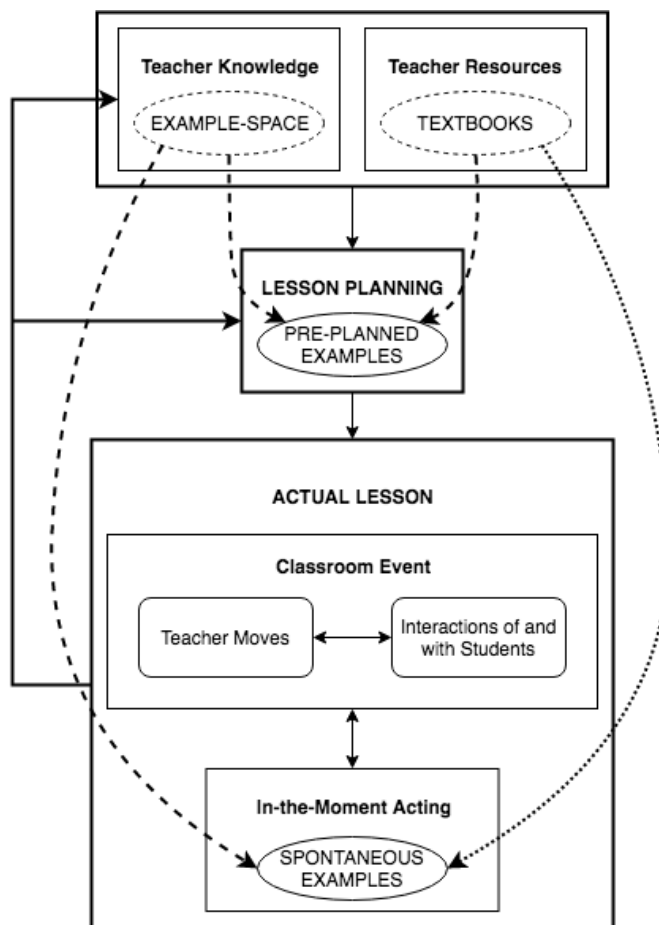 Teacher Knowledge
EXAMPLE-SPACE
Teacher Resources
TEXTBOOKS
LESSON PLANNING
PRE-PLANNED
EXAMPLES
ACTUAL LESSON
Classroom Event
Teacher Moves
Interactions of and
with Students
In-the-Moment Acting
SPONTANEOUS
EXAMPLES